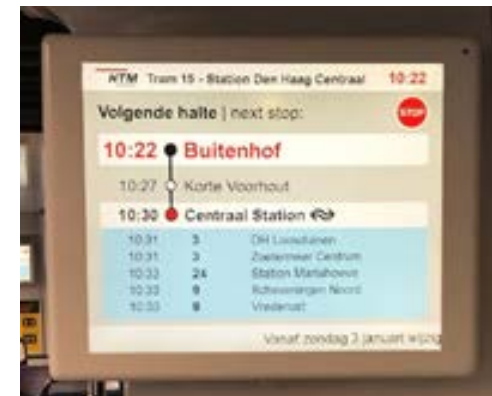 HTM Tram 15 - Station Den Haag Centraal 10:22
Volgende halte | next stop:
STOP
10:22 Buitenhof
10:27 Korte Voorhout
10:30 Centraal Station
10:31 3 DH Loosduinen
10:31 3 Zoetermeer Centrum
10:33 24 Station Mariahoeve
10:33 9 Scheveningen Noord
10:33 Vrederust
Vanaf zondag 3 januari wijzig